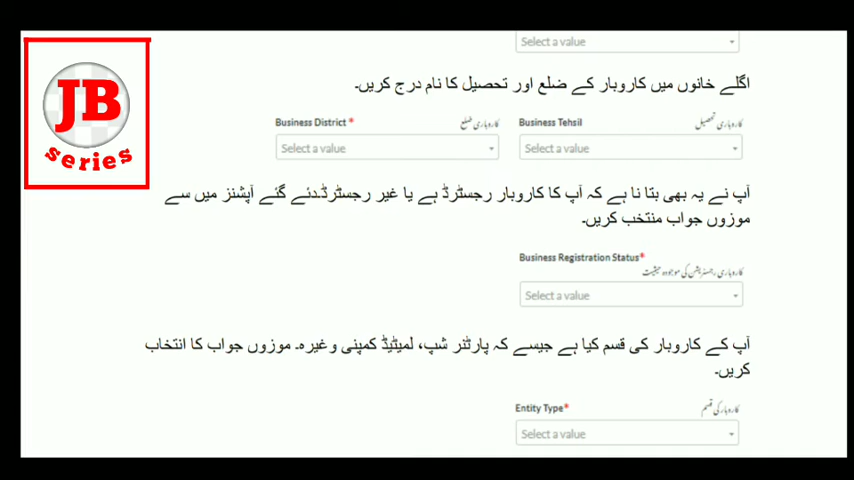 Select a value
JB
series
اگلے خانوں میں کاروبار کے ضلع اور تحصیل کا نام درج کریں۔
Business District * کاروباری ضلع Business Tehsil کاروباری تحصیل
Select a value Select a value
آپ نے یہ بھی بتا نا ہے کہ آپ کا کاروبار رجسٹرڈ ہے یا غیر رجسٹرڈ۔دئے گئے آپشنز میں سے
موزوں جواب منتخب کریں۔
Business Registration Status*
کاروباری رجسٹریشن کی موجودہ حیثیت
Select a value
آپ کے کاروبار کی قسم کیا ہے جیسے کہ پارٹنر شپ، لمیٹیڈ کمپنی وغیرہ۔ موزوں جواب کا انتخاب
کریں۔
Entity Type* کاروبار کی قسم
Select a value